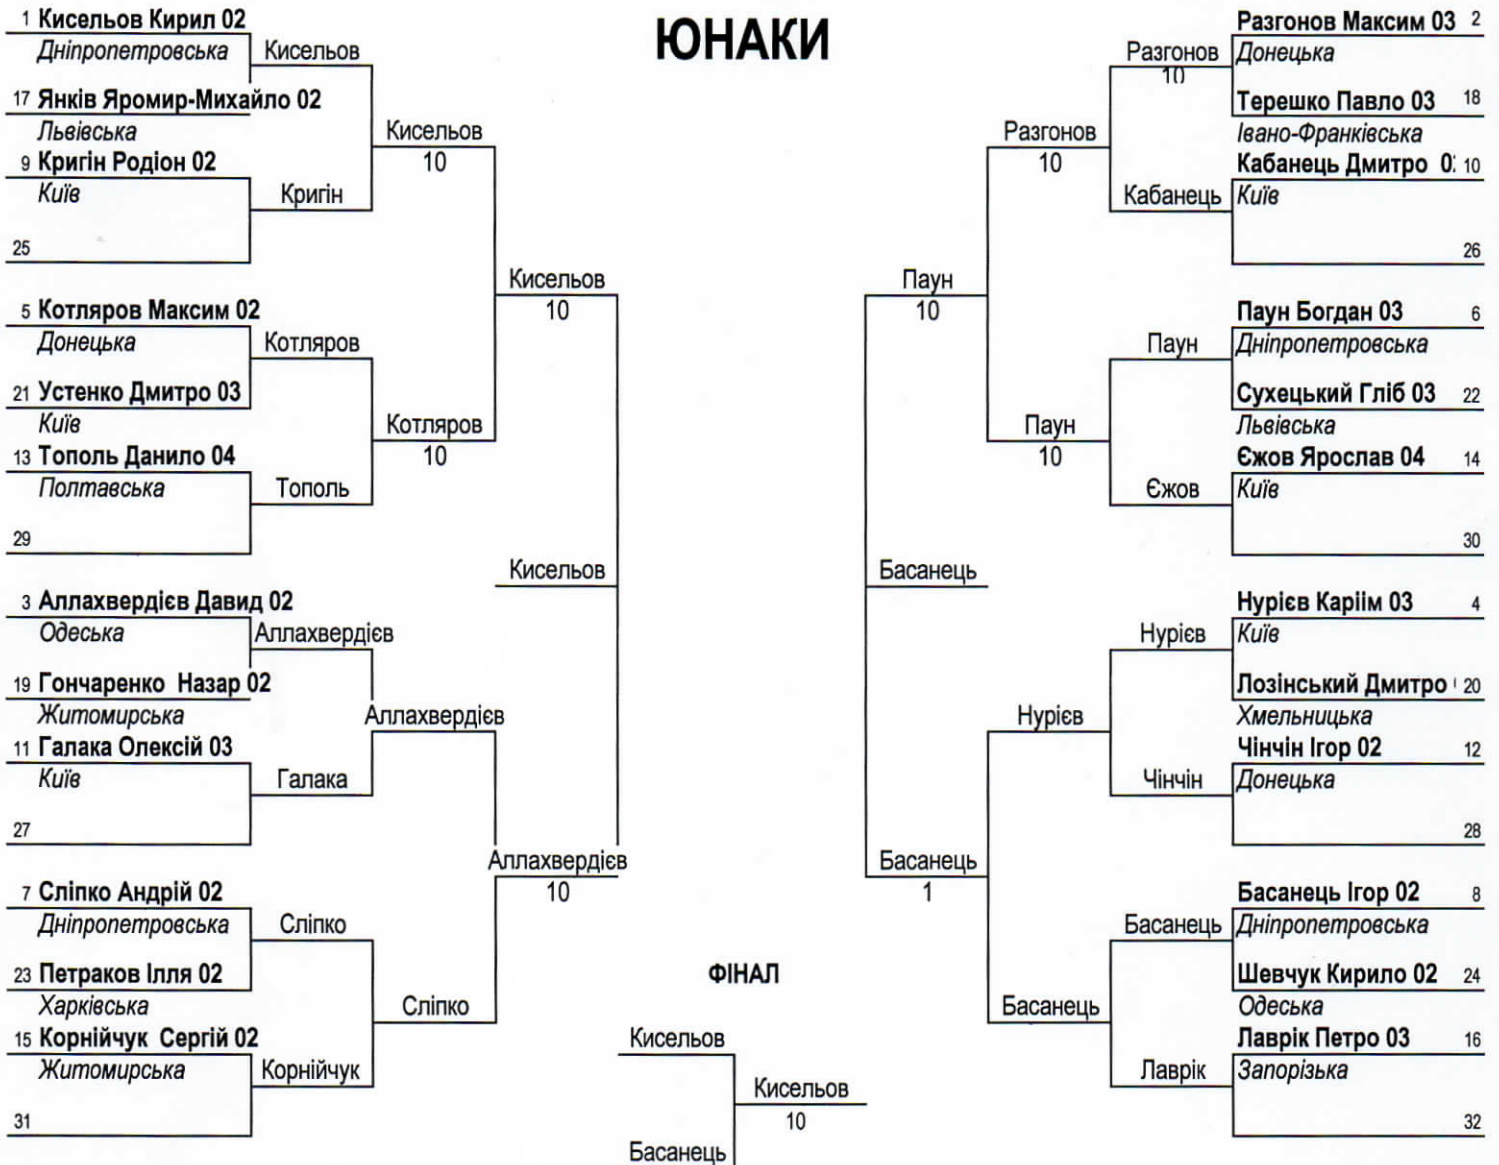 ЮНАКИ
1 Кисельов Кирил 02
Дніпропетровська
Кисельов
17 Янків Яромир-Михайло 02
Львівська
Кисельов
10
9 Кригін Родіон 02
Київ
Кригін
25
Кисельов
10
5 Котляров Максим 02
Донецька
Котляров
21 Устенко Дмитро 03
Київ
Котляров
10
13 Тополь Данило 04
Полтавська
Тополь
29
Кисельов
3 Аллахвердієв Давид 02
Одеська
Аллахвердієв
19 Гончаренко Назар 02
Житомирська
Аллахвердієв
11 Галака Олексій 03
Київ
Галака
27
Аллахвердієв
10
7 Сліпко Андрій 02
Дніпропетровська
Сліпко
23 Петраков Ілля 02
Харківська
Сліпко
15 Корнійчук Сергій 02
Житомирська
Корнійчук
31
Разгонов Максим 03 2
Разгонов
10
Донецька
Терешко Павло 03 18
Івано-Франківська
Разгонов
10
Кабанець Дмитро 10
Кабанець
Київ
26
Паун
10
Паун Богдан 03 6
Паун
Дніпропетровська
Сухецький Гліб 03 22
Львівська
Паун
10
Єжов Ярослав 04 14
Єжов
Київ
30
Басанець
Нурієв Каріім 03 4
Нурієв
Київ
Лозінський Дмитро 20
Хмельницька
Нурієв
Чінчін Ігор 02 12
Чінчін
Донецька
28
Басанець
1
Басанець Ігор 02 8
Басанець
Дніпропетровська
Шевчук Кирило 02 24
Одеська
Басанець
Лаврік Петро 03 16
Лаврік
Запорізька
32
ФІНАЛ
Кисельов
Кисельов
10
Басанець